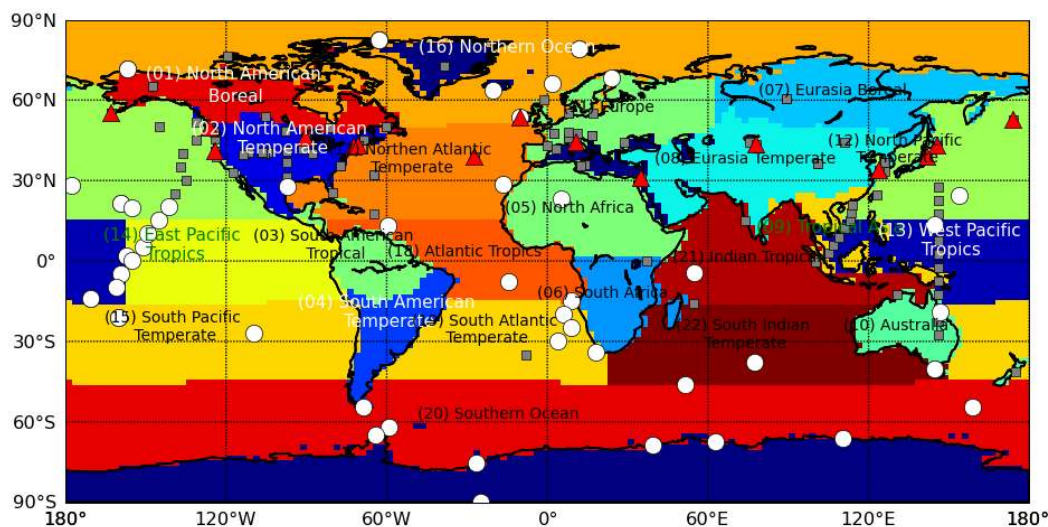 90°N
(16) Northern Ocean
(01) North American
Boreal
60°N
(07) Eurasia Boreal
(11) Europe
(02) North American
Temperate
Northen Atlantic
Temperate
(12) North Pacific
Temperate
(08) Eurasia Temperate
30°N
(05) North Africa
(14) East Pacific
Tropics
(03) South American
Tropical
(09) Tropical
(13) West Pacific
Tropics
(18) Atlantic Tropics
(21) Indian Tropical
0°
(06) South Africa
(04) South American
Temperate
(15) South Pacific
Temperate
South Atlantic
Temperate
(22) South Indian
Temperate
(10) Australia
30°S
(20) Southern Ocean
60°S
90°S
180° 120°W 60°W 0° 60°E 120°E 180°